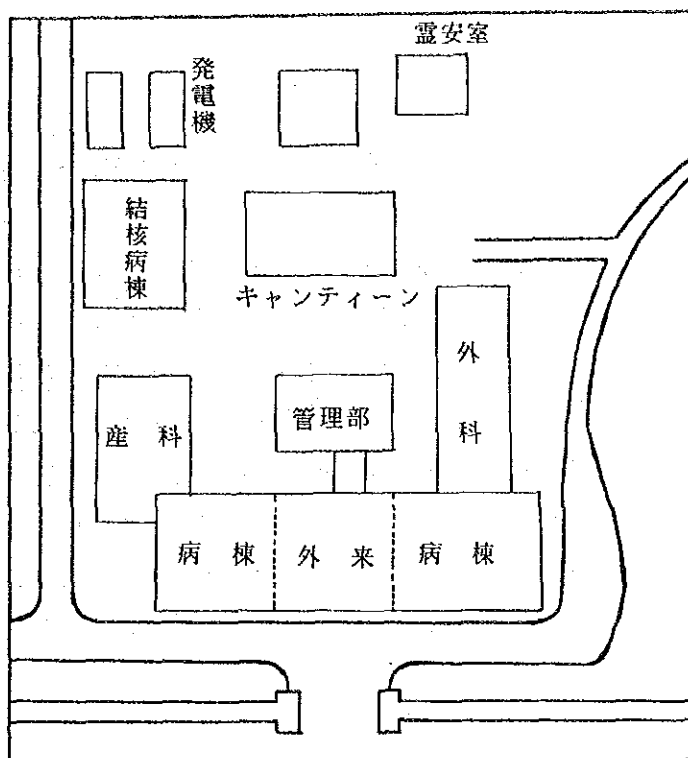 霊安室
発電機
結核病棟
キャンティーン
外科
産科
管理部
病棟
外来
病棟